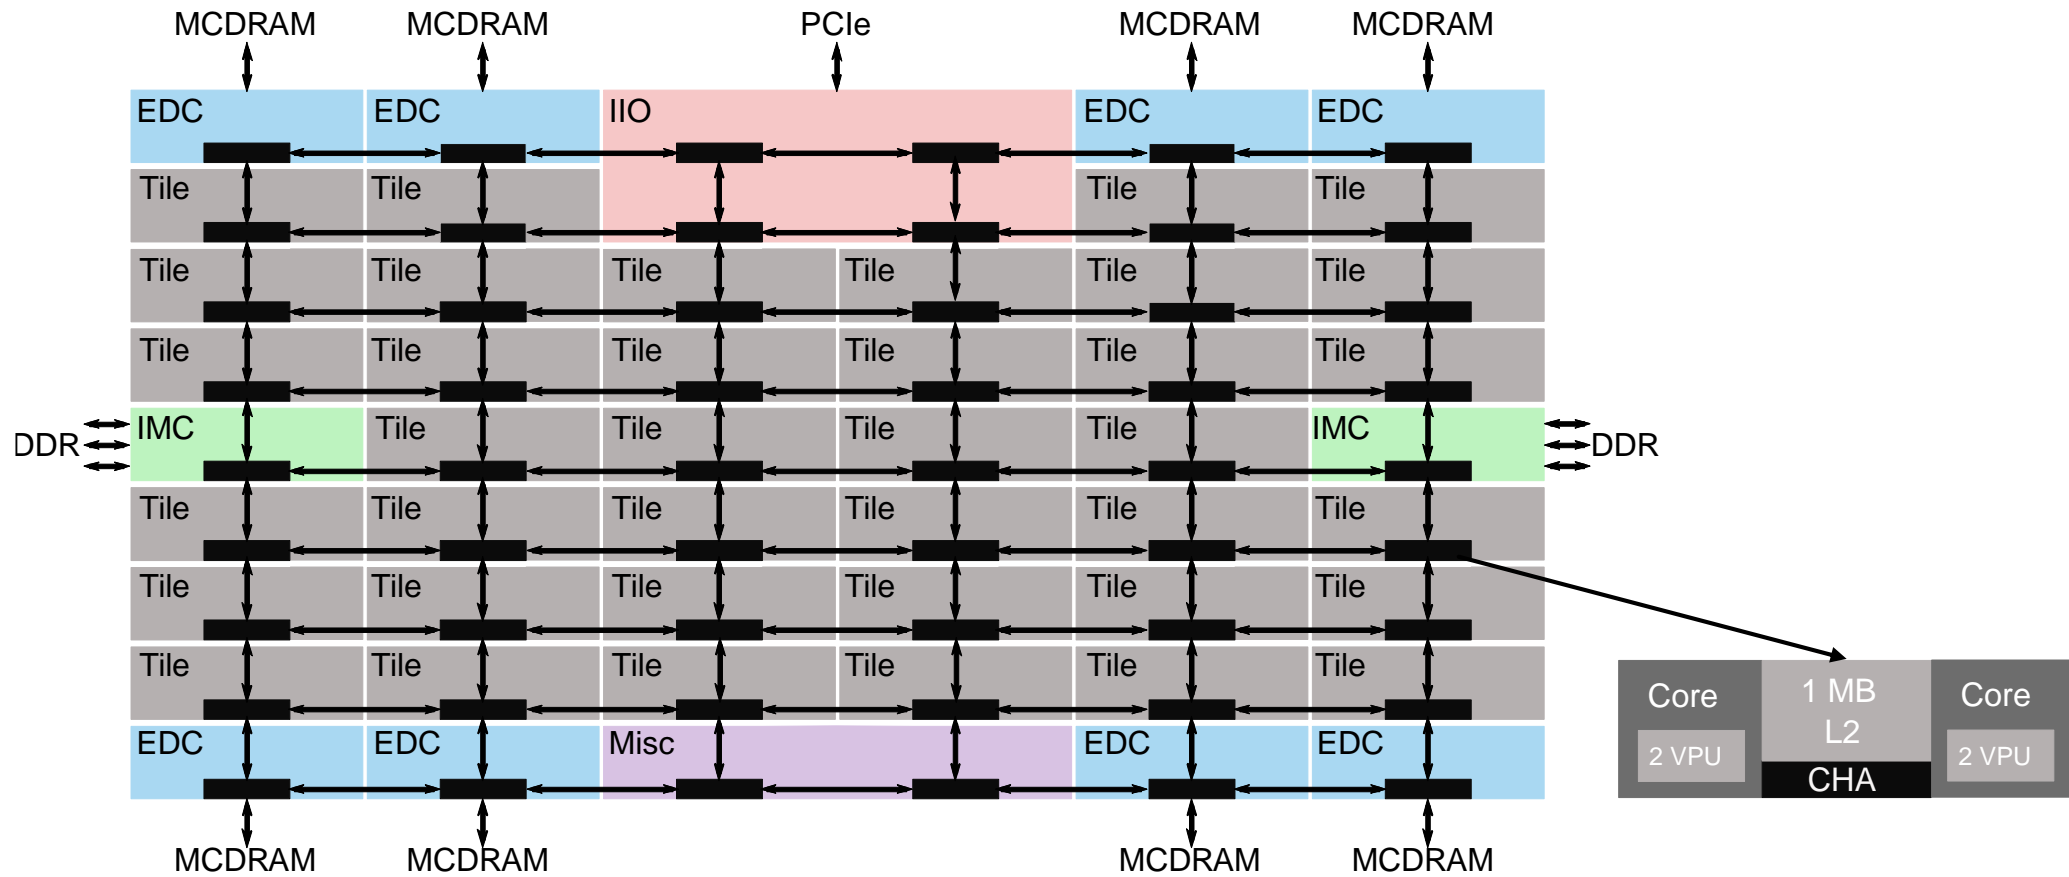 MCDRAM MCDRAM PCIe MCDRAM MCDRAM
EDC EDC IIO EDC EDC
Tile Tile Tile Tile
Tile Tile Tile Tile Tile Tile
Tile Tile Tile Tile Tile Tile
IMC Tile Tile Tile Tile IMC
DDR DDR
Tile Tile Tile Tile Tile Tile
Tile Tile Tile Tile Tile Tile
Tile Tile Tile Tile Tile Tile
Core 1 MB Core
L2
2 VPU 2 VPU
CHA
EDC EDC Misc EDC EDC
MCDRAM MCDRAM MCDRAM MCDRAM